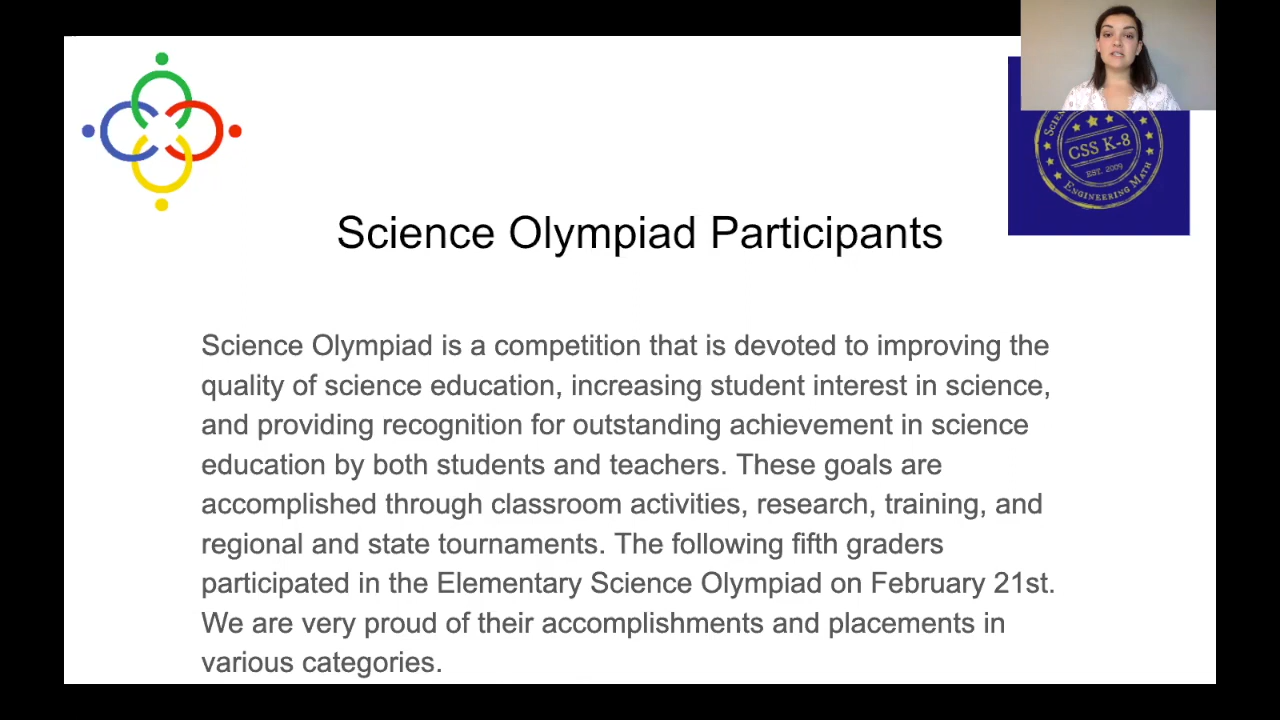 SCIEN
CSS K-8
EST. 2009
ENGINEERING MATH
Science Olympiad Participants
Science Olympiad is a competition that is devoted to improving the
quality of science education, increasing student interest in science,
and providing recognition for outstanding achievement in science
education by both students and teachers. These goals are
accomplished through classroom activities, research, training, and
regional and state tournaments. The following fifth graders
participated in the Elementary Science Olympiad on February 21st.
We are very proud of their accomplishments and placements in
various categories.